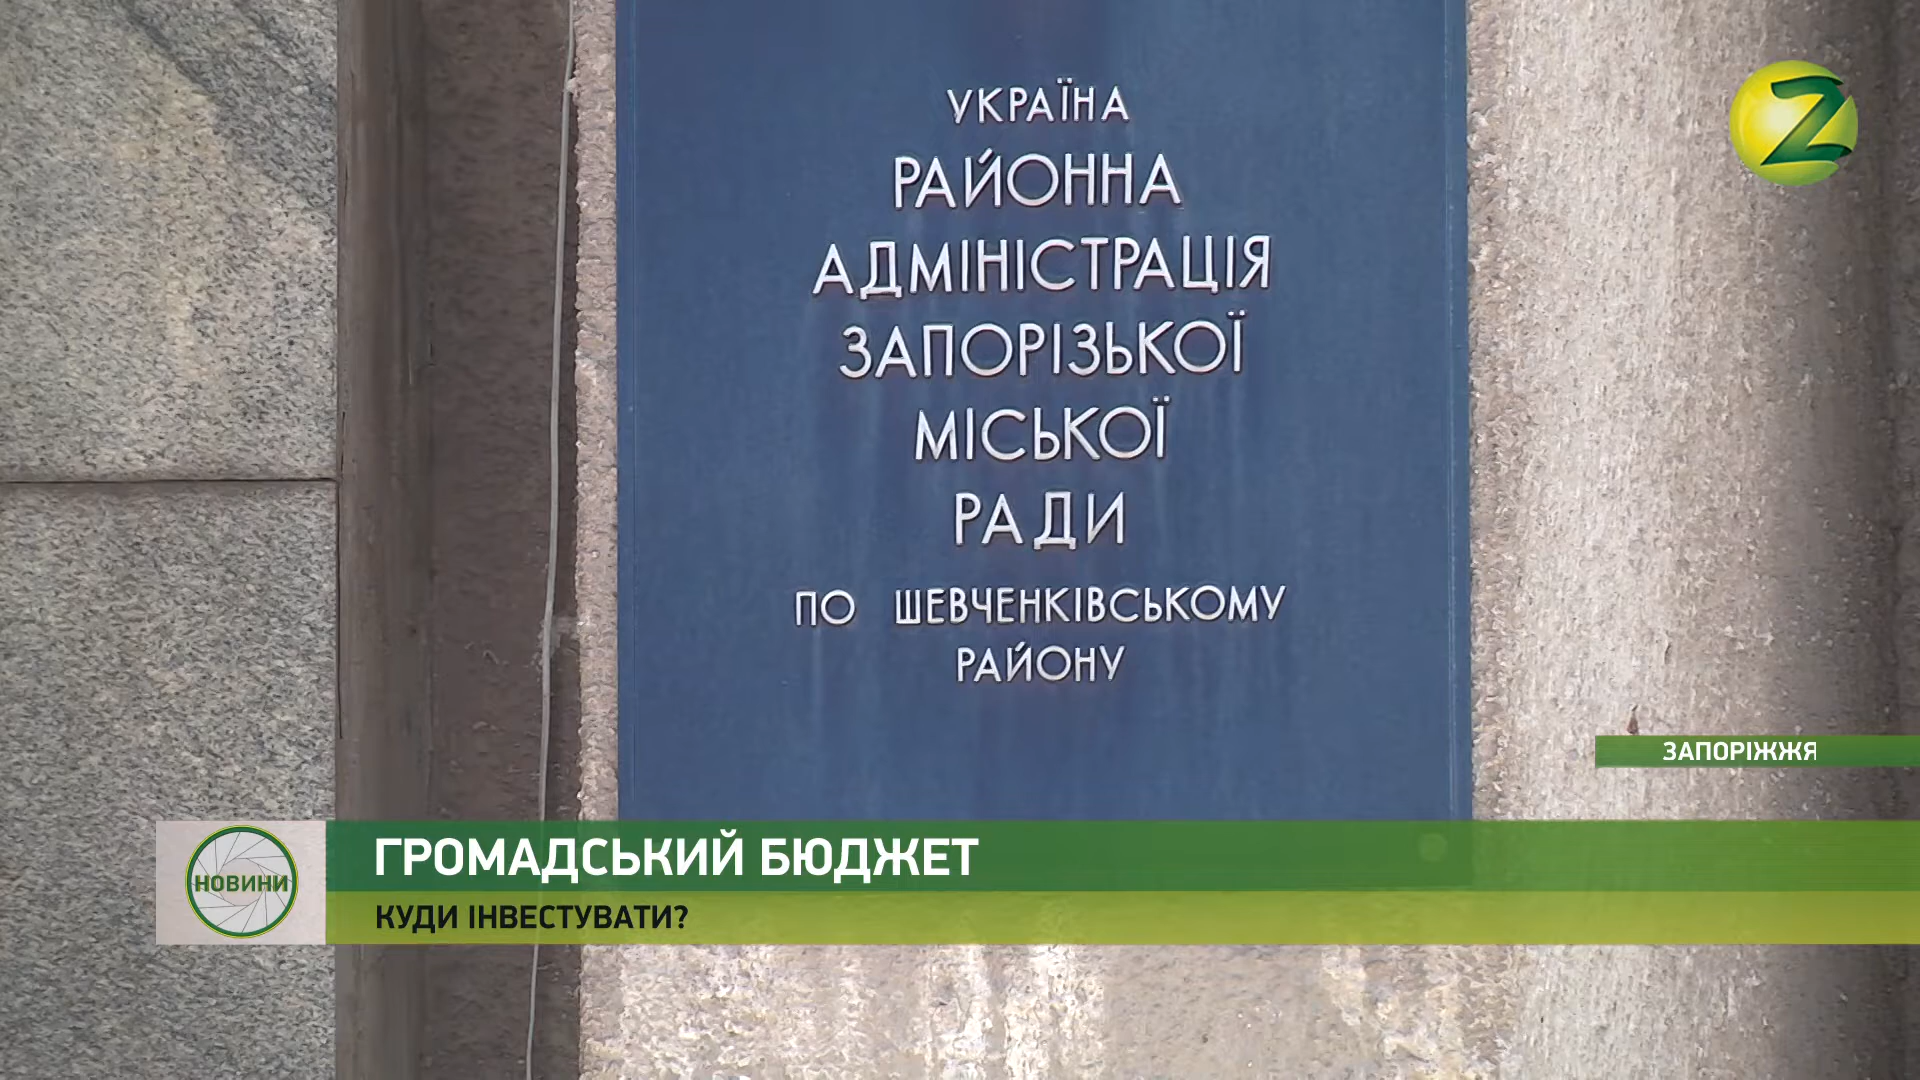 УКРАЇНА
РАЙОННА
АДМІНІСТРАЦІЯ
ЗАПОРІЗЬКОЇ
МІСЬКОЇ
РАДИ
ПО ШЕВЧЕНКІВСЬКОМУ
РАЙОНУ
Z
ЗАПОРІЖЖЯ
НОВИНИ
ГРОМАДСЬКИЙ БЮДЖЕТ
КУДИ ІНВЕСТУВАТИ?